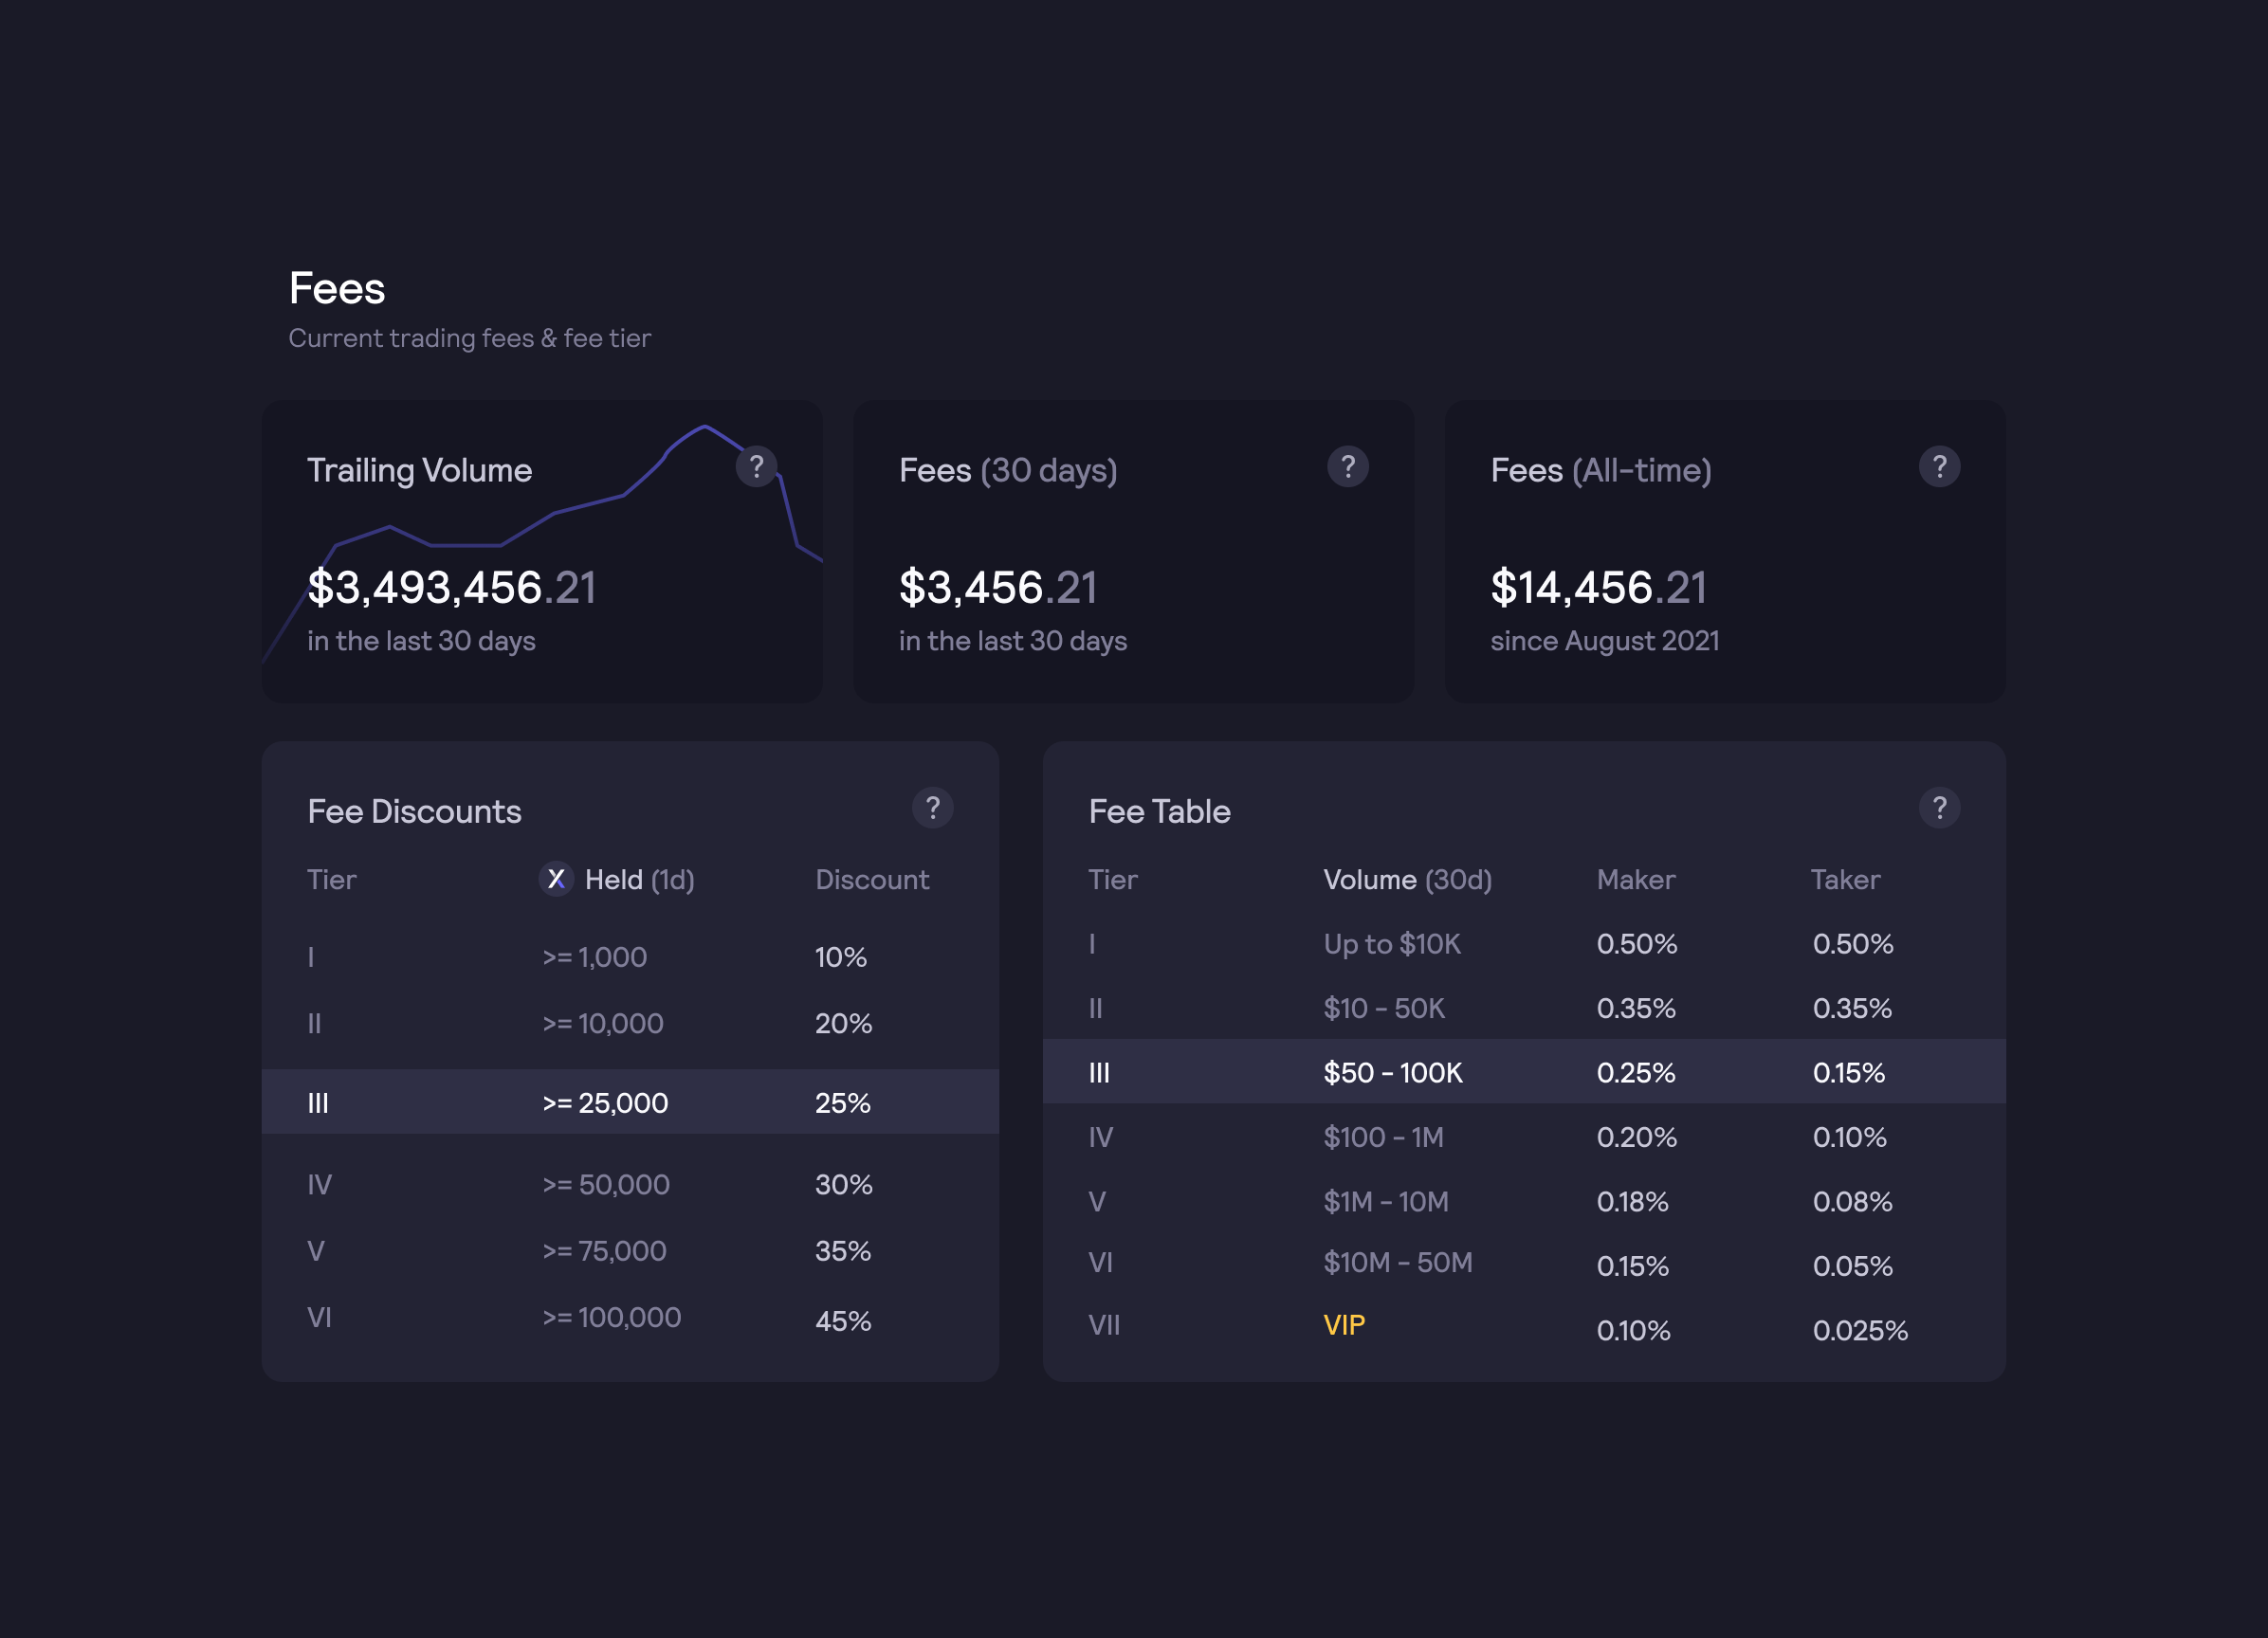 Fees
Current trading fees & fee tier
Trailing Volume ?
$3,493,456.21
in the last 30 days
Fees (30 days) ?
$3,456.21
in the last 30 days
Fees (All-time) ?
$14,456.21
since August 2021
Fee Discounts ?
Tier X Held (1d) Discount
I >= 1,000 10%
II >= 10,000 20%
III >= 25,000 25%
IV >= 50,000 30%
V >= 75,000 35%
VI >= 100,000 45%
Fee Table ?
Tier Volume (30d) Maker Taker
I Up to $10K 0.50% 0.50%
II $10 - 50K 0.35% 0.35%
III $50 - 100K 0.25% 0.15%
IV $100 - 1M 0.20% 0.10%
V $1M - 10M 0.18% 0.08%
VI $10M - 50M 0.15% 0.05%
VII VIP 0.10% 0.025%